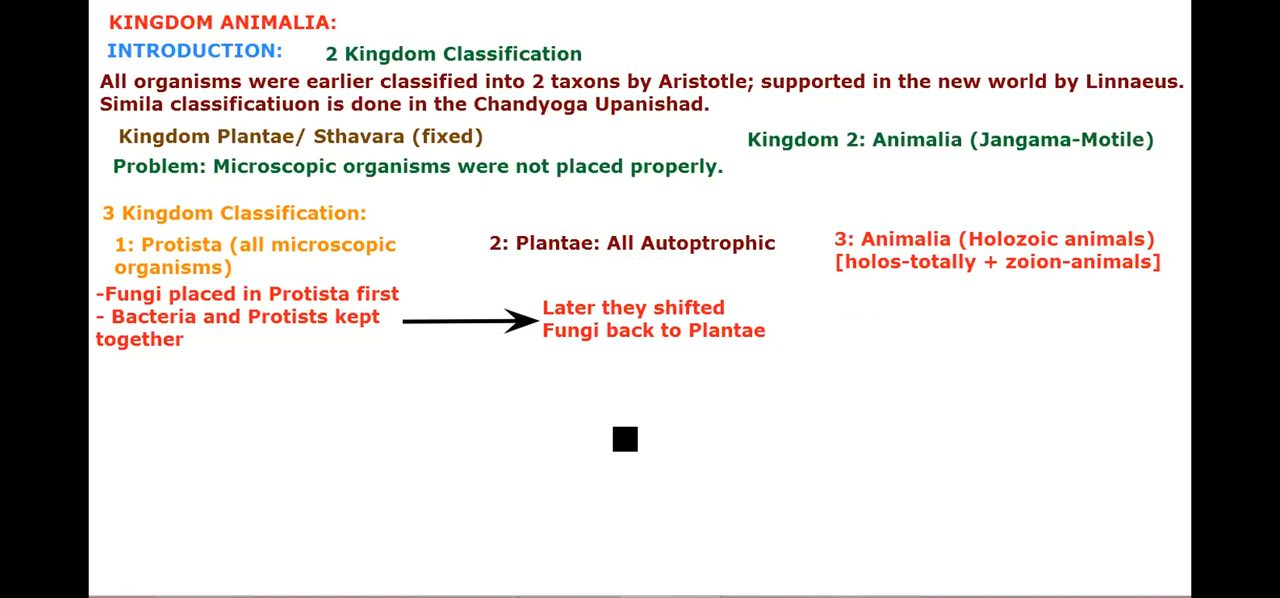 KINGDOM ANIMALIA:
INTRODUCTION: 2 Kingdom Classification
All organisms were earlier classified into 2 taxons by Aristotle; supported in the new world by Linnaeus.
Simila classificatiuon is done in the Chandyoga Upanishad.
Kingdom Plantae/ Sthavara (fixed)
Kingdom 2: Animalia (Jangama-Motile)
Problem: Microscopic organisms were not placed properly.
3 Kingdom Classification:
1: Protista (all microscopic
organisms)
2: Plantae: All Autoptrophic
3: Animalia (Holozoic animals)
[holos-totally + zoion-animals]
-Fungi placed in Protista first
- Bacteria and Protists kept
together
Later they shifted
Fungi back to Plantae